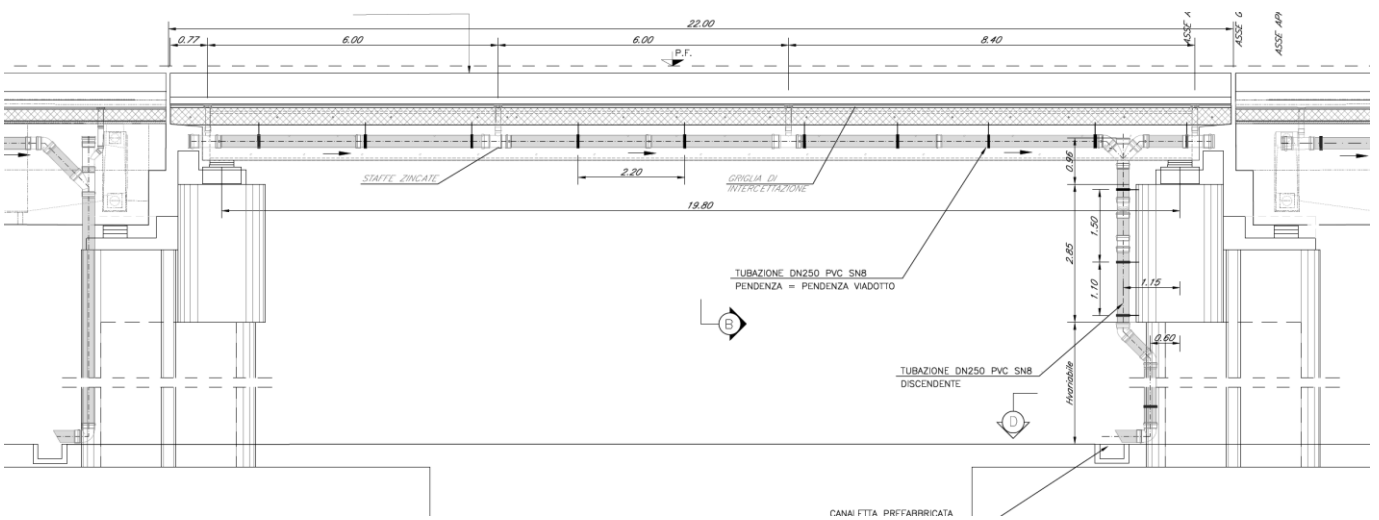 22.00
0.77
6.00
6.00
8.40
ASSE A
ASSE G
P.F.
STAFFE ZINCATE
2.20
GRIGLIA DI
INTERCETTAZIONE
0.96
19.80
1.50
2.85
TUBAZIONE DN250 PVC SN8
PENDENZA = PENDENZA VIADOTTO
1.10
1.15
B
0.60
TUBAZIONE DN250 PVC SN8
DISCENDENTE
Hvariabile
D
CANALETTA PREFABBRICATA